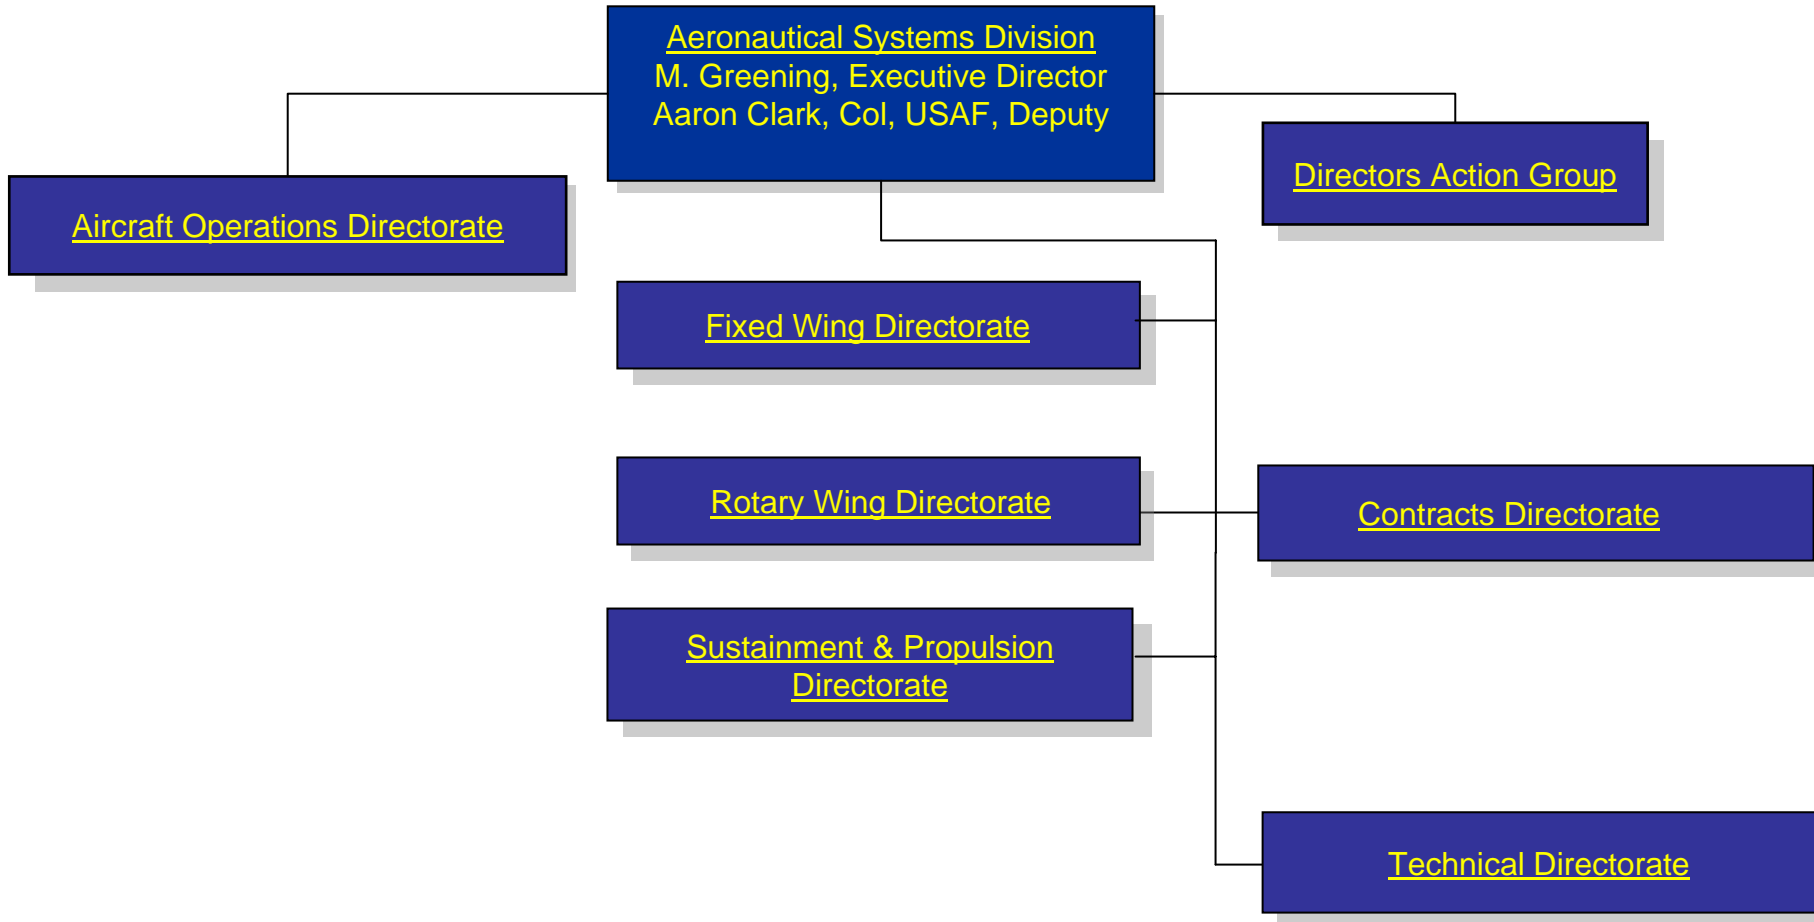 Aeronautical Systems Division
M. Greening, Executive Director
Aaron Clark, Col, USAF, Deputy
Directors Action Group
Aircraft Operations Directorate
Fixed Wing Directorate
Rotary Wing Directorate
Contracts Directorate
Sustainment & Propulsion
Directorate
Technical Directorate